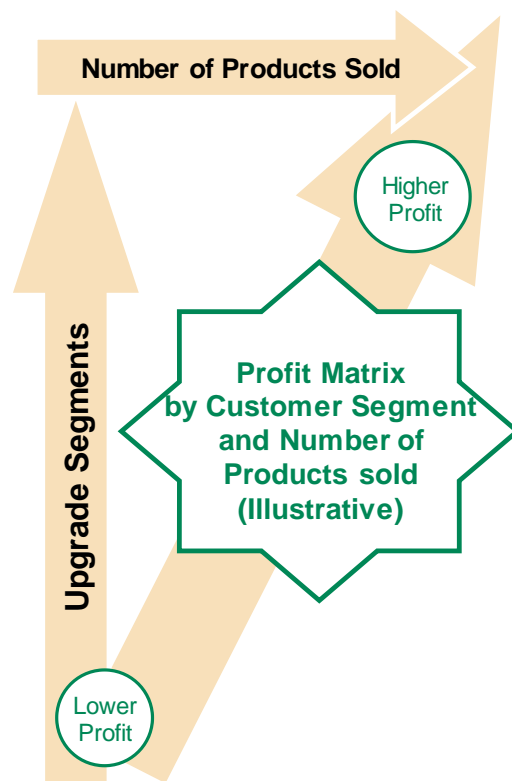 Number of Products Sold
Higher
Profit
Upgrade Segments
Profit Matrix
by Customer Segment
and Number of
Products sold
(Illustrative)
Lower
Profit